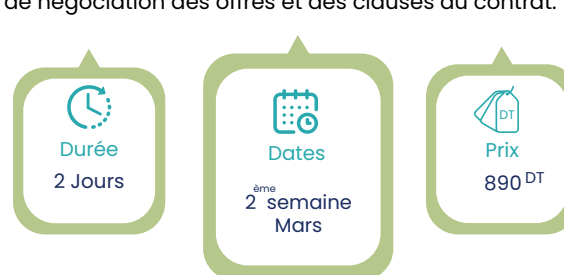 de négociation des offres et des clauses du contrat.
Durée
2 Jours
Dates
2ème semaine
Mars
DT
Prix
890 DT